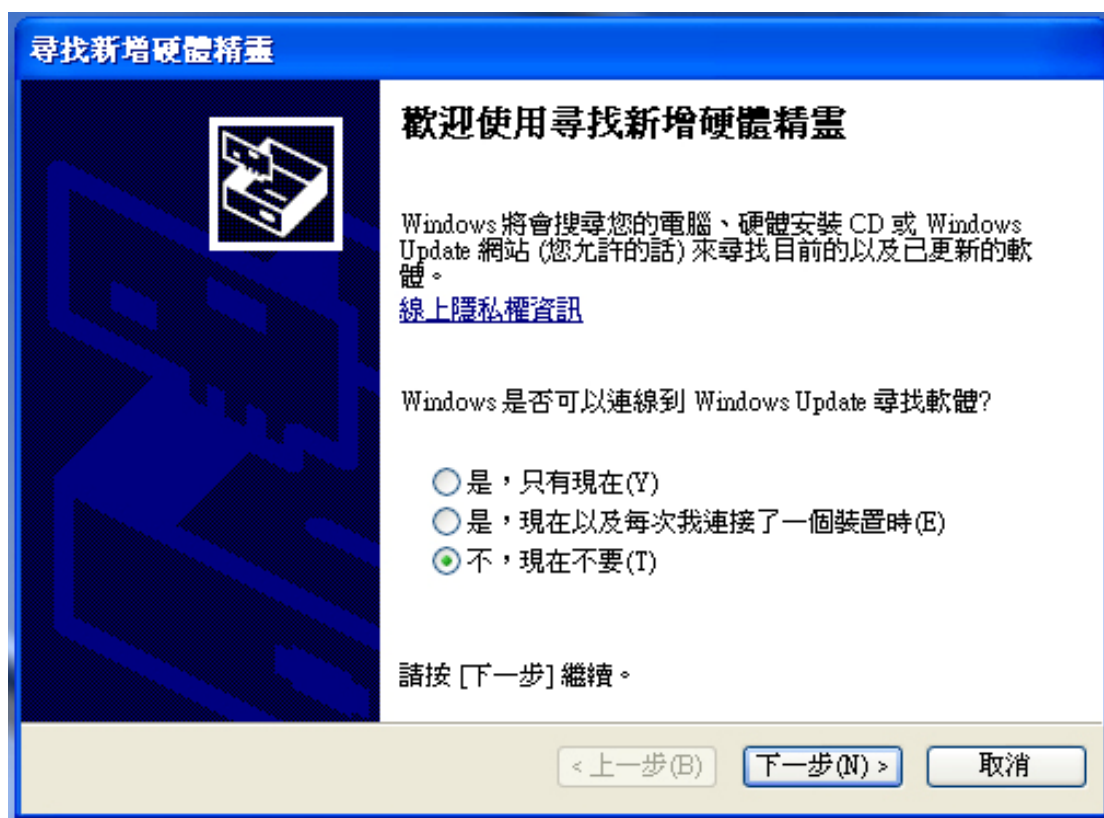 尋找新增硬體精靈
歡迎使用尋找新增硬體精靈
Windows 將會搜尋您的電腦、硬體安裝 CD 或 Windows
Update 網站 (您允許的話) 來尋找目前的以及已更新的軟
體。
線上隱私權資訊
Windows 是否可以連線到 Windows Update 尋找軟體?
是，只有現在(Y)
是，現在以及每次我連接了一個裝置時(E)
不，現在不要(T)
請按 [下一步] 繼續。
< 上一步(B)
下一步(N) >
取消